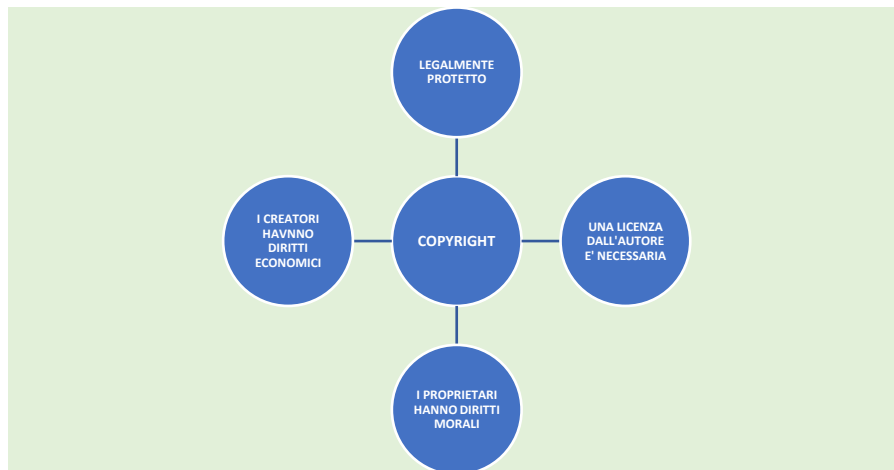 LEGALMENTE
PROTETTO
I CREATORI
HAVNNO
DIRITTI
ECONOMICI
COPYRIGHT
UNA LICENZA
DALL'AUTORE
E' NECESSARIA
I PROPRIETARI
HANNO DIRITTI
MORALI